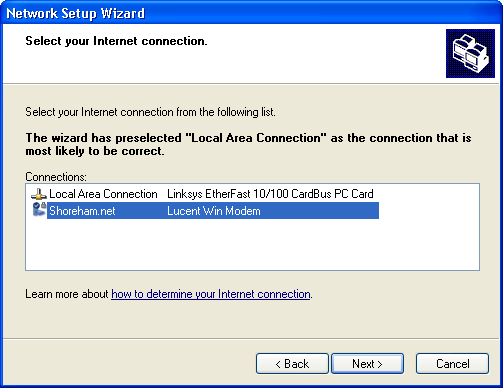 Network Setup Wizard
Select your Internet connection.
Select your Internet connection from the following list.
The wizard has preselected "Local Area Connection" as the connection that is
most likely to be correct.
Connections:
Local Area Connection Linksys EtherFast 10/100 CardBus PC Card
Shoreham.net Lucent Win Modem
Learn more about how to determine your Internet connection.
< Back Next > Cancel